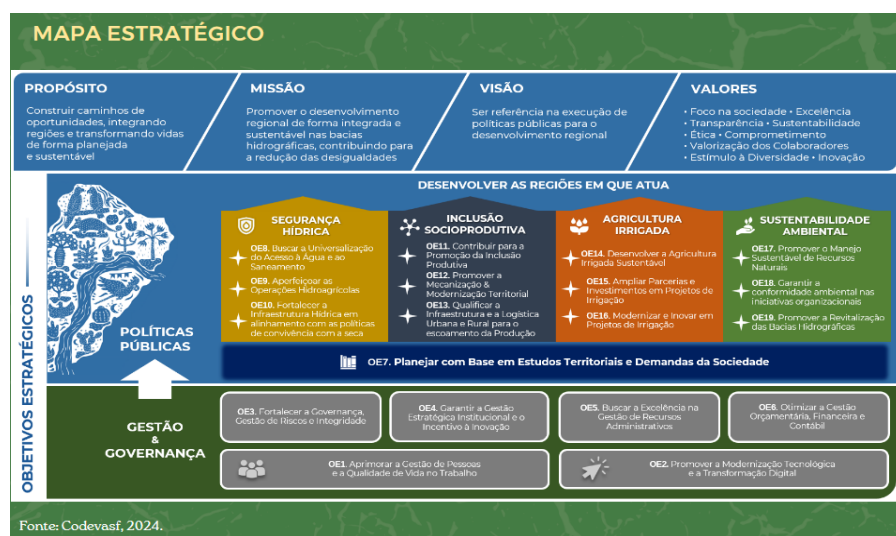 MAPA ESTRATÉGICO
PROPÓSITO
Construir caminhos de
oportunidades, integrando
regiões e transformando vidas
de forma planejada
e sustentável
MISSÃO
Promover o desenvolvimento
regional de forma integrada e
sustentável nas bacias
hidrográficas, contribuindo para
a redução das desigualdades
VISÃO
Ser referência na execução de
políticas públicas para o
desenvolvimento regional
VALORES
• Foco na sociedade • Excelência
• Transparência • Sustentabilidade
• Ética • Comprometimento
• Valorização dos Colaboradores
• Estímulo à Diversidade • Inovação
OBJETIVOS ESTRATÉGICOS
POLÍTICAS
PÚBLICAS
DESENVOLVER AS REGIÕES EM QUE ATUA
SEGURANÇA
HÍDRICA
OE8. Buscar a Universalização
do Acesso à Água e ao
Saneamento
OE9. Aperfeiçoar as
Operações Hidroagrícolas
OE10. Fortalecer a
Infraestrutura Hídrica em
alinhamento com as políticas
de convivência com a seca
INCLUSÃO
SOCIOPRODUTIVA
OE11. Contribuir para a
Promoção da Inclusão
Produtiva
OE12. Promover a
Mecanização &
Modernização Territorial
OE13. Qualificar a
Infraestrutura e a Logística
Urbana e Rural para o
escoamento da Produção
AGRICULTURA
IRRIGADA
OE14. Desenvolver a Agricultura
Irrigada Sustentável
OE15. Ampliar Parcerias e
Investimentos em Projetos de
Irrigação
OE16. Modernizar e Inovar em
Projetos de Irrigação
SUSTENTABILIDADE
AMBIENTAL
OE17. Promover o Manejo
Sustentável de Recursos
Naturais
OE18. Garantir a
conformidade ambiental nas
iniciativas organizacionais
OE19. Promover a Revitalização
das Bacias Hidrográficas
OE7. Planejar com Base em Estudos Territoriais e Demandas da Sociedade
GESTÃO
&
GOVERNANÇA
OE3. Fortalecer a Governança,
Gestão de Riscos e Integridade
OE4. Garantir a Gestão
Estratégica Institucional e o
Incentivo à Inovação
OE5. Buscar a Excelência na
Gestão de Recursos
Administrativos
OE6. Otimizar a Gestão
Orçamentária, Financeira e
Contábil
OE1. Aprimorar a Gestão de Pessoas
e a Qualidade de Vida no Trabalho
OE2. Promover a Modernização Tecnológica
e a Transformação Digital
Fonte: Codevasf, 2024.